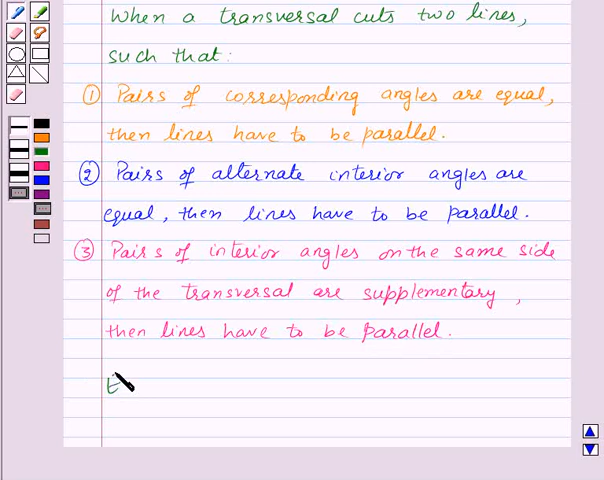 When a transversal cuts two lines,
such that:
① Pairs of corresponding angles are equal,
then lines have to be parallel.
② Pairs of alternate interior angles are
equal, then lines have to be parallel.
③ Pairs of interior angles on the same side
of the transversal are supplementary,
then lines have to be parallel.